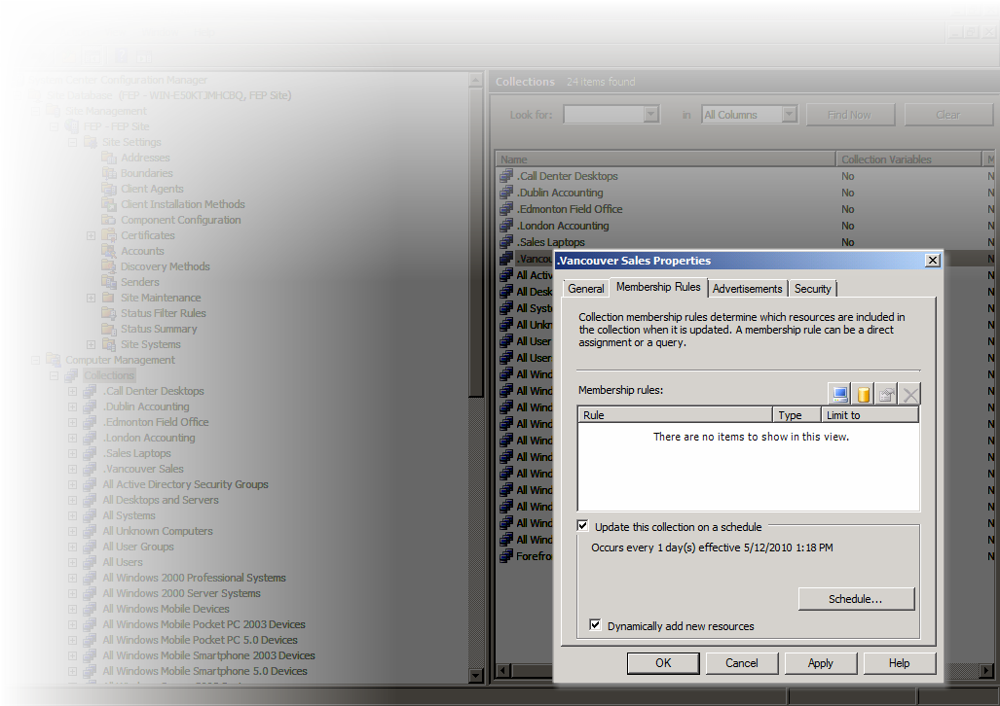 Center Configuration Manager
Site Database (FEP - WIN-E50KTJMHCBQ, FEP Site)
Site Management
FEP - FEP Site
Site Settings
Addresses
Boundaries
Client Agents
Client Installation Methods
Component Configuration
Certificates
Accounts
Discovery Methods
Senders
Site Maintenance
Status Filter Rules
Status Summary
Site Systems
Computer Management
Collections
.Call Denter Desktops
.Dublin Accounting
.Edmonton Field Office
.London Accounting
.Sales Laptops
.Vancouver Sales
All Active Directory Security Groups
All Desktops and Servers
All Systems
All Unknown Computers
All User Groups
All Users
All Windows 2000 Professional Systems
All Windows 2000 Server Systems
All Windows Mobile Devices
All Windows Mobile Pocket PC 2003 Devices
All Windows Mobile Pocket PC 5.0 Devices
All Windows Mobile Smartphone 2003 Devices
All Windows Mobile Smartphone 5.0 Devices
Collections 24 items found
Look for: in All Columns Find Now Clear
Name Collection Variables M
.Call Denter Desktops No N
.Dublin Accounting No N
.Edmonton Field Office No N
.London Accounting No N
.Sales Laptops No N
.Vancou N
All Activ N
All Desk N
All Syst N
All Unkn N
All User N
All User N
All Wind N
All Wind N
All Wind N
All Wind N
All Wind N
All Wind N
All Wind N
All Wind N
All Wind N
All Wind N
All Wind N
Forefro N
.Vancouver Sales Properties
General Membership Rules Advertisements Security
Collection membership rules determine which resources are included in
the collection when it is updated. A membership rule can be a direct
assignment or a query.
Membership rules:
Rule Type Limit to
There are no items to show in this view.
Update this collection on a schedule
Occurs every 1 day(s) effective 5/12/2010 1:18 PM
Schedule...
Dynamically add new resources
OK Cancel Apply Help